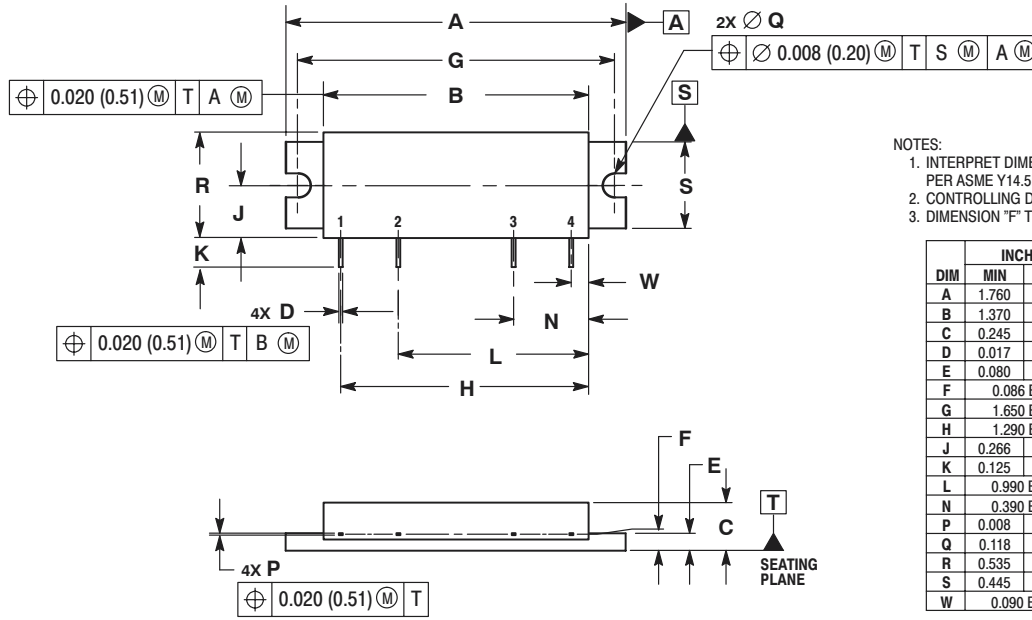 A
A
2X ∅ Q
⌖ ∅ 0.008 (0.20) Ⓜ T S Ⓜ A Ⓜ
G
⌖ 0.020 (0.51) Ⓜ T A Ⓜ
B
S
R
J
S
K
1 2 3 4
W
4X D
N
⌖ 0.020 (0.51) Ⓜ T B Ⓜ
L
H
F
E
T
C
SEATING
PLANE
4X P
⌖ 0.020 (0.51) Ⓜ T
NOTES:
1. INTERPRET DIME
PER ASME Y14.5
2. CONTROLLING D
3. DIMENSION "F" T
INCH
DIM MIN
A 1.760
B 1.370
C 0.245
D 0.017
E 0.080
F 0.086 B
G 1.650 B
H 1.290 B
J 0.266
K 0.125
L 0.990 B
N 0.390 B
P 0.008
Q 0.118
R 0.535
S 0.445
W 0.090 B